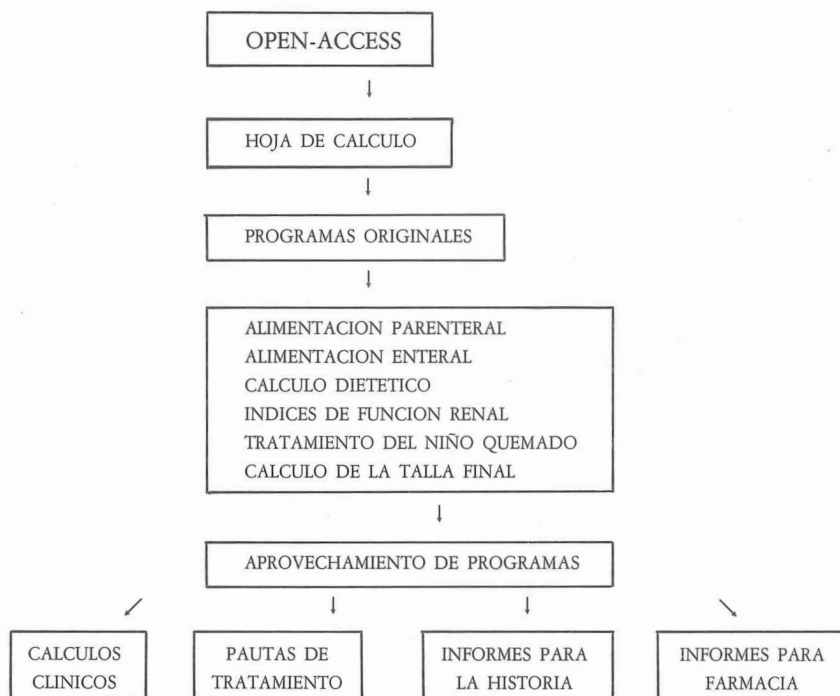 OPEN-ACCESS
HOJA DE CALCULO
PROGRAMAS ORIGINALES
ALIMENTACION PARENTERAL
ALIMENTACION ENTERAL
CALCULO DIETETICO
INDICES DE FUNCION RENAL
TRATAMIENTO DEL NIÑO QUEMADO
CALCULO DE LA TALLA FINAL
APROVECHAMIENTO DE PROGRAMAS
CALCULOS
CLINICOS
PAUTAS DE
TRATAMIENTO
INFORMES PARA
LA HISTORIA
INFORMES PARA
FARMACIA